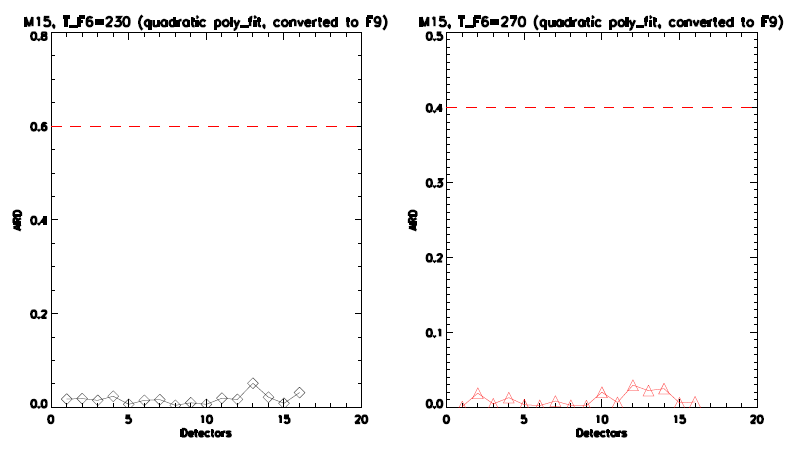 M15, T_F6=230 (quadratic poly_fit, converted to F9)
0.8
0.6
0.4
0.2
0.0
ARD
0 5 10 15 20
Detectors
M15, T_F6=270 (quadratic poly_fit, converted to F9)
0.5
0.4
0.3
0.2
0.1
0.0
ARD
0 5 10 15 20
Detectors